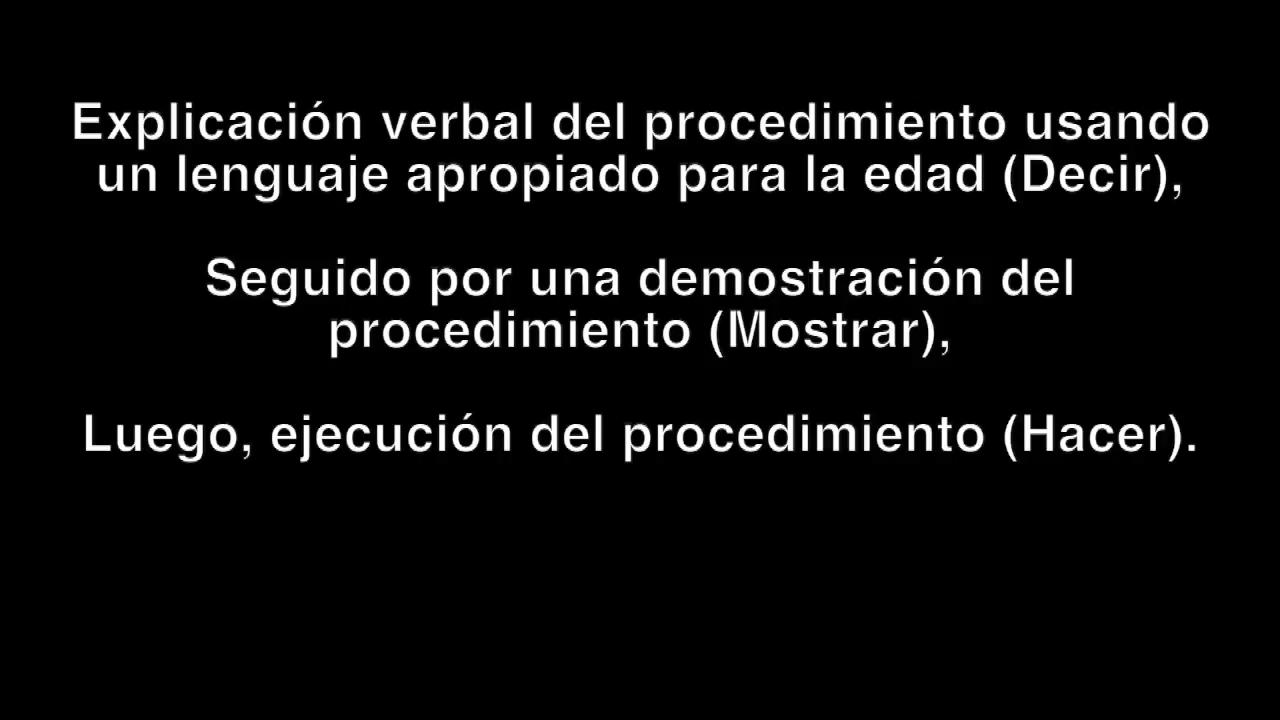 Explicación verbal del procedimiento usando
un lenguaje apropiado para la edad (Decir),
Seguido por una demostración del
procedimiento (Mostrar),
Luego, ejecución del procedimiento (Hacer).